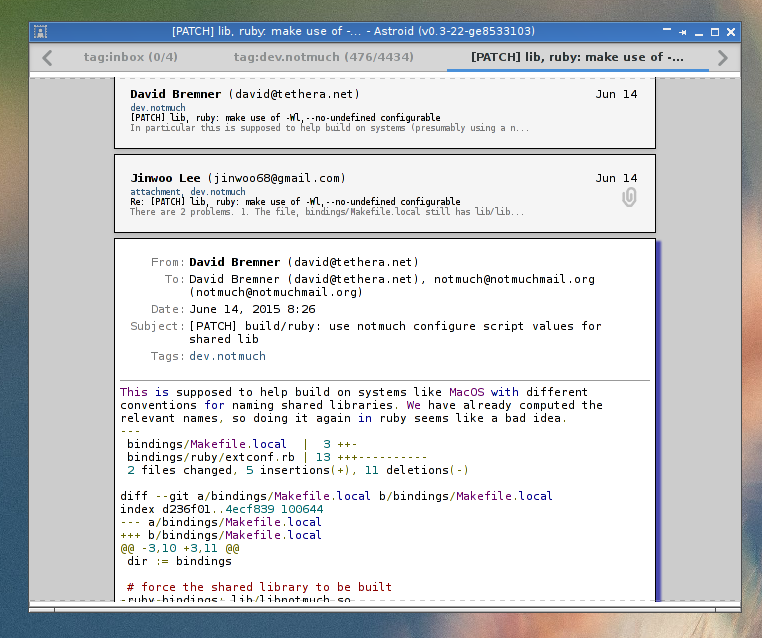 [PATCH] lib, ruby: make use of -... - Astroid (v0.3-22-ge8533103)
tag:inbox (0/4) tag:dev.notmuch (476/4434) [PATCH] lib, ruby: make use of -...
David Bremner (david@tethera.net) Jun 14
dev.notmuch
[PATCH] lib, ruby: make use of -Wl,--no-undefined configurable
In particular this is supposed to help build on systems (presumably using a n...
Jinwoo Lee (jinwoo68@gmail.com) Jun 14
attachment, dev.notmuch
Re: [PATCH] lib, ruby: make use of -Wl,--no-undefined configurable
There are 2 problems. 1. The file, bindings/Makefile.local still has lib/lib...
From: David Bremner (david@tethera.net)
To: David Bremner (david@tethera.net), notmuch@notmuchmail.org
(notmuch@notmuchmail.org)
Date: June 14, 2015 8:26
Subject: [PATCH] build/ruby: use notmuch configure script values for
shared lib
Tags: dev.notmuch
This is supposed to help build on systems like MacOS with different
conventions for naming shared libraries. We have already computed the
relevant names, so doing it again in ruby seems like a bad idea.
---
bindings/Makefile.local | 3 ++-
bindings/ruby/extconf.rb | 13 +++----------
2 files changed, 5 insertions(+), 11 deletions(-)
diff --git a/bindings/Makefile.local b/bindings/Makefile.local
index d236f01..4ecf839 100644
--- a/bindings/Makefile.local
+++ b/bindings/Makefile.local
@@ -3,10 +3,11 @@
dir := bindings
# force the shared library to be built
-ruby-bindings: lib/libnotmuch.so